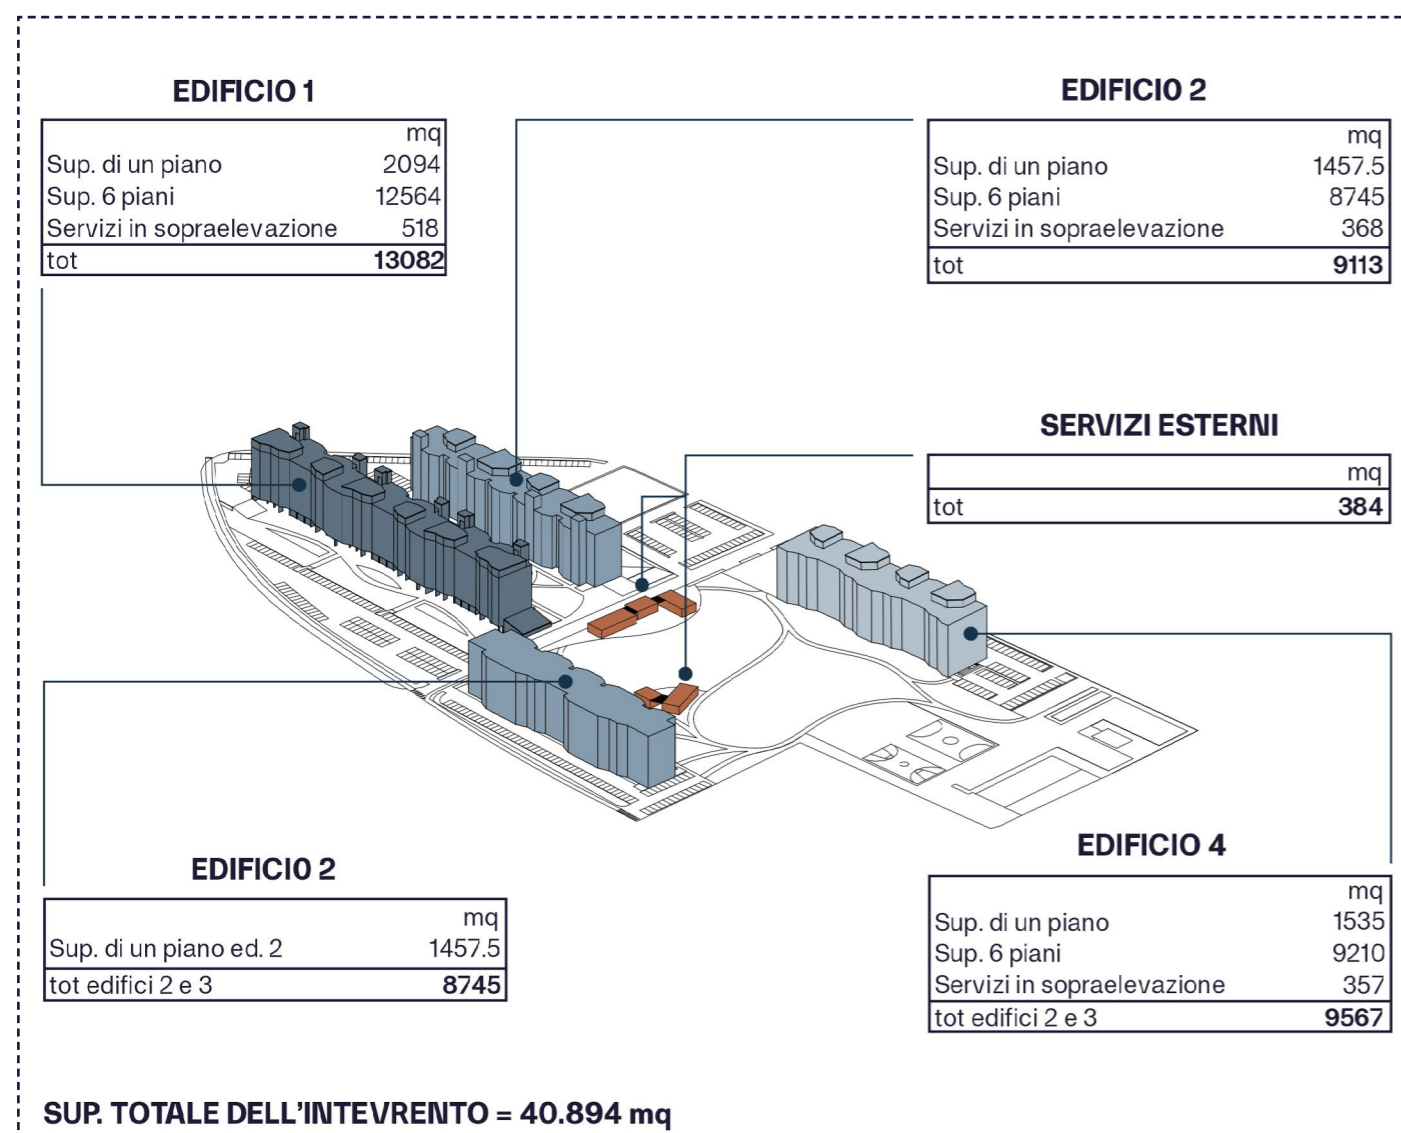 EDIFICIO 1
mq
Sup. di un piano 2094
Sup. 6 piani 12564
Servizi in sopraelevazione 518
tot 13082
EDIFICIO 2
mq
Sup. di un piano 1457.5
Sup. 6 piani 8745
Servizi in sopraelevazione 368
tot 9113
SERVIZI ESTERNI
mq
tot 384
EDIFICIO 2
mq
Sup. di un piano ed. 2 1457.5
tot edifici 2 e 3 8745
EDIFICIO 4
mq
Sup. di un piano 1535
Sup. 6 piani 9210
Servizi in sopraelevazione 357
tot edifici 2 e 3 9567
SUP. TOTALE DELL'INTEVRENTO = 40.894 mq